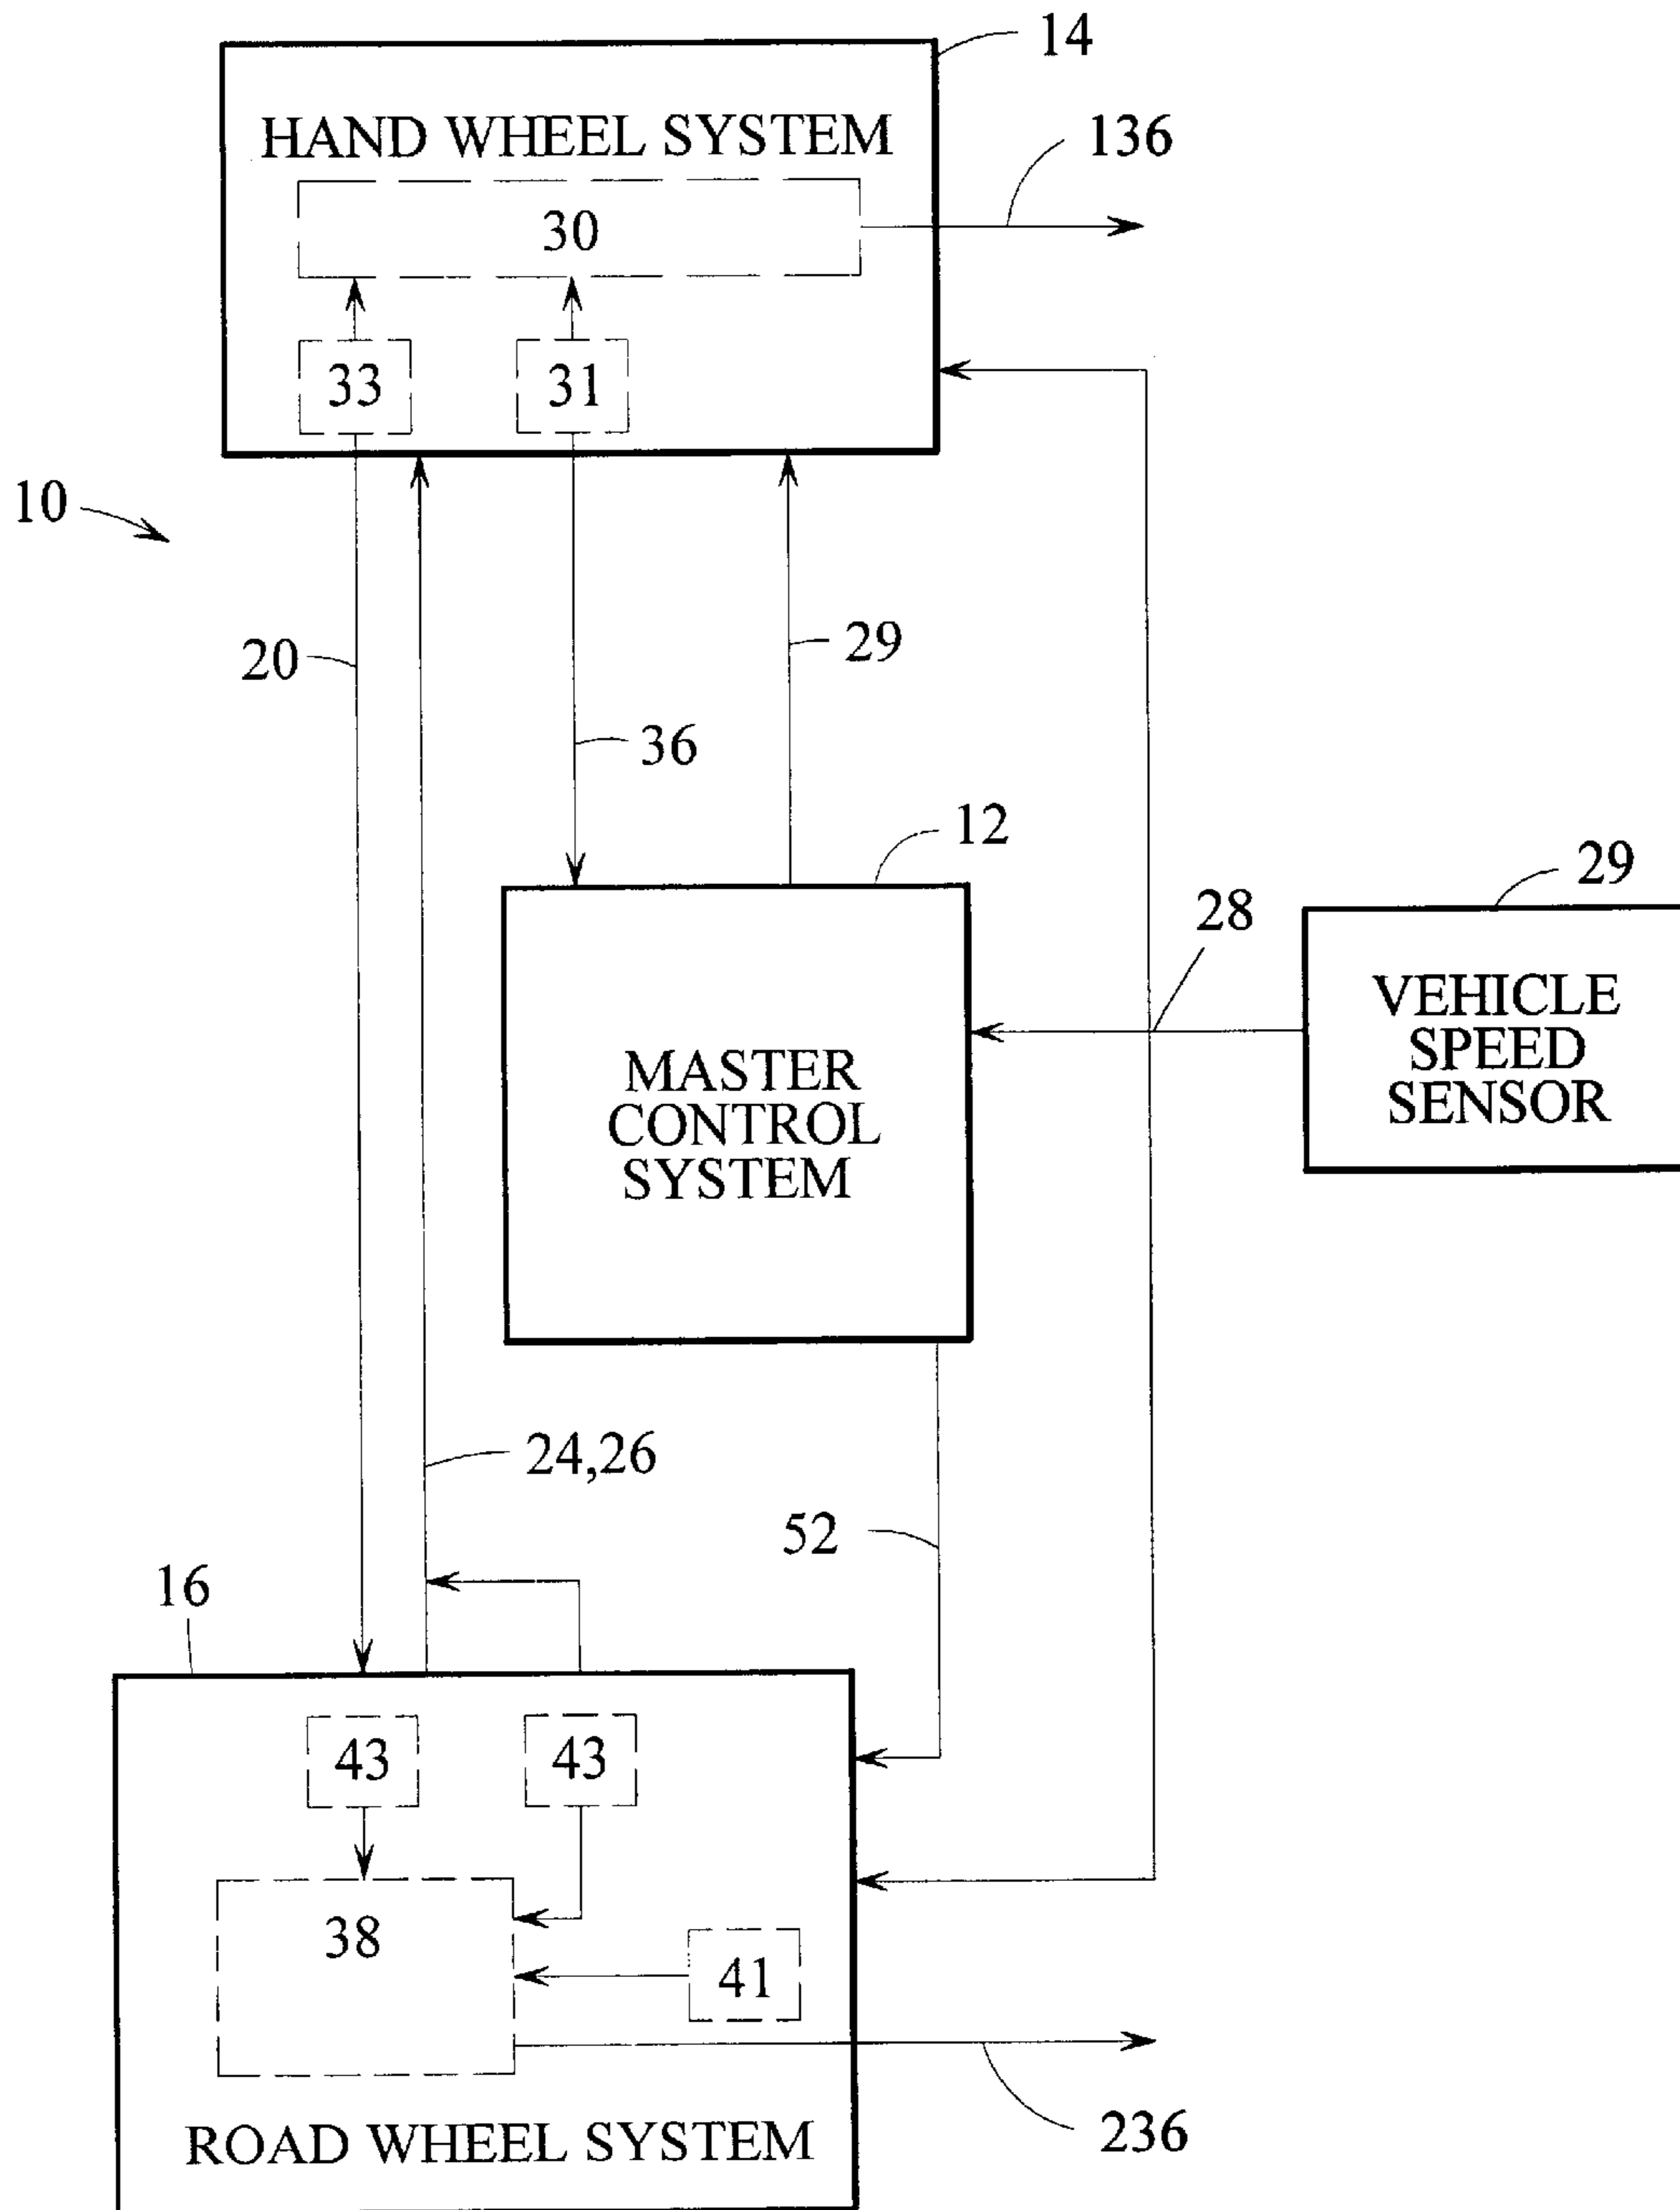 14
HAND WHEEL SYSTEM
136
30
33
31
10
20
29
36
12
29
28
VEHICLE
SPEED
SENSOR
MASTER
CONTROL
SYSTEM
24,26
52
16
43
43
38
41
236
ROAD WHEEL SYSTEM